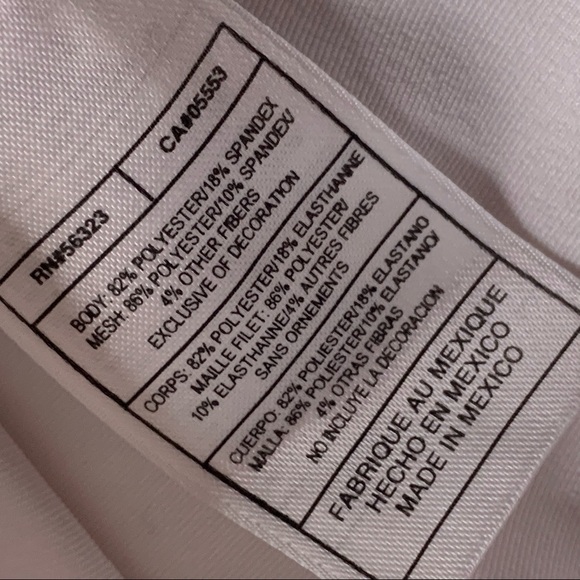 RN#56323
CA#05553
BODY: 82% POLYESTER/18% SPANDEX
MESH: 86% POLYESTER/10% SPANDEX/
4% OTHER FIBERS
EXCLUSIVE OF DECORATION
CORPS: 82% POLYESTER/18% ELASTHANNE
MAILLE FILET: 86% POLYESTER/
10% ELASTHANNE/4% AUTRES FIBRES
SANS ORNEMENTS
CUERPO: 82% POLIESTER/18% ELASTANO
MALLA: 86% POLIESTER/10% ELASTANO/
4% OTRAS FIBRAS
NO INCLUYE LA DECORACION
FABRIQUE AU MEXIQUE
HECHO EN MEXICO
MADE IN MEXICO